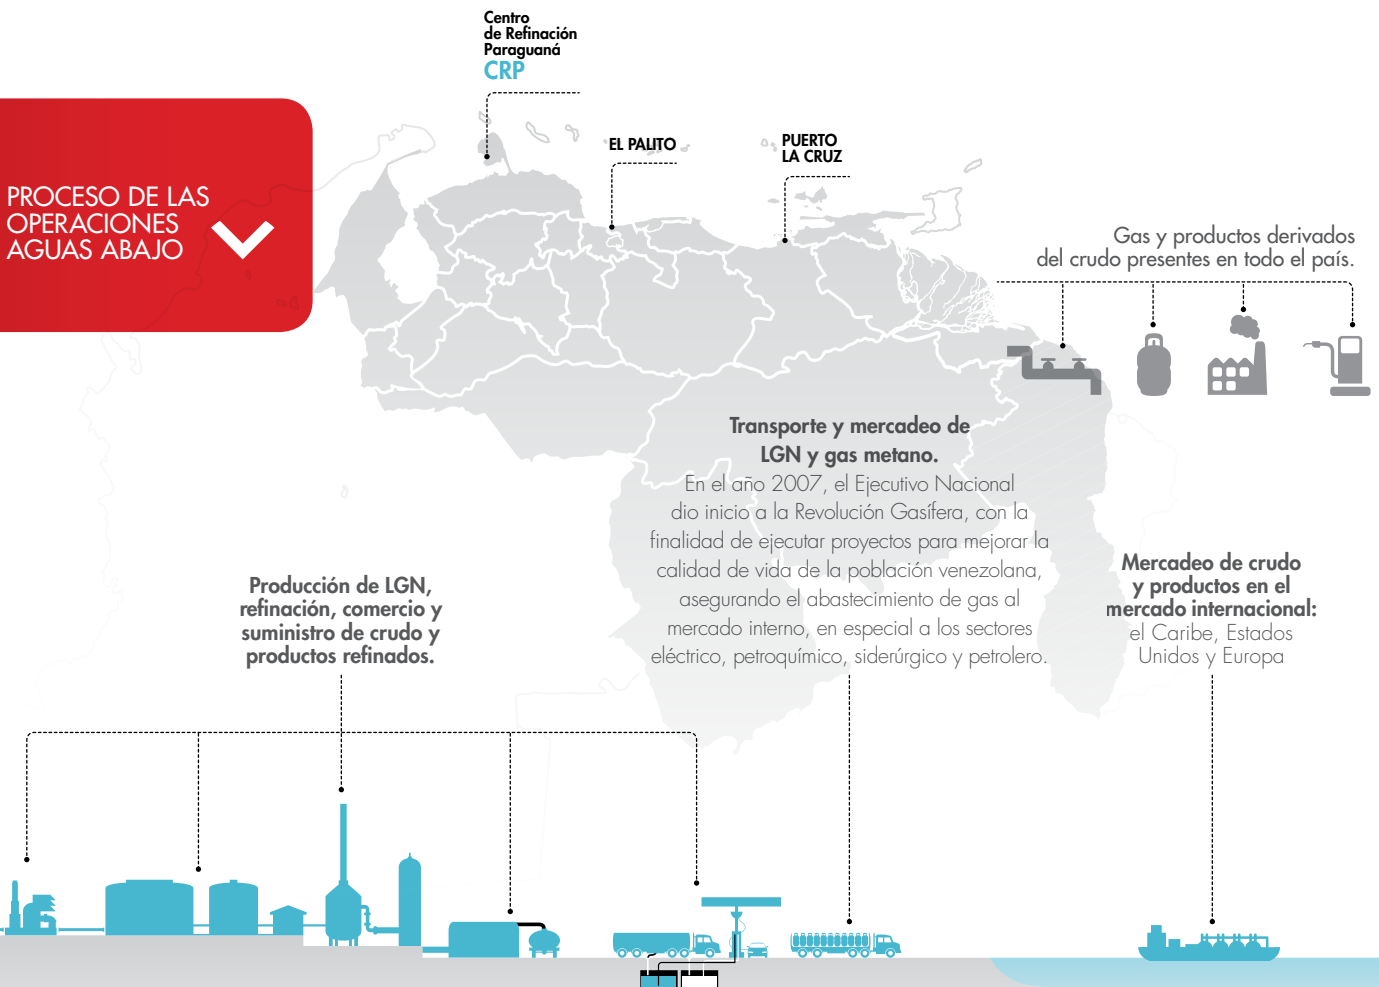 Centro
de Refinación
Paraguaná
CRP
EL PALITO
PUERTO
LA CRUZ
PROCESO DE LAS
OPERACIONES
AGUAS ABAJO
Gas y productos derivados
del crudo presentes en todo el país.
Transporte y mercadeo de
LGN y gas metano.
En el año 2007, el Ejecutivo Nacional
dio inicio a la Revolución Gasífera, con la
finalidad de ejecutar proyectos para mejorar la
calidad de vida de la población venezolana,
asegurando el abastecimiento de gas al
mercado interno, en especial a los sectores
eléctrico, petroquímico, siderúrgico y petrolero.
Producción de LGN,
refinación, comercio y
suministro de crudo y
productos refinados.
Mercadeo de crudo
y productos en el
mercado internacional:
el Caribe, Estados
Unidos y Europa